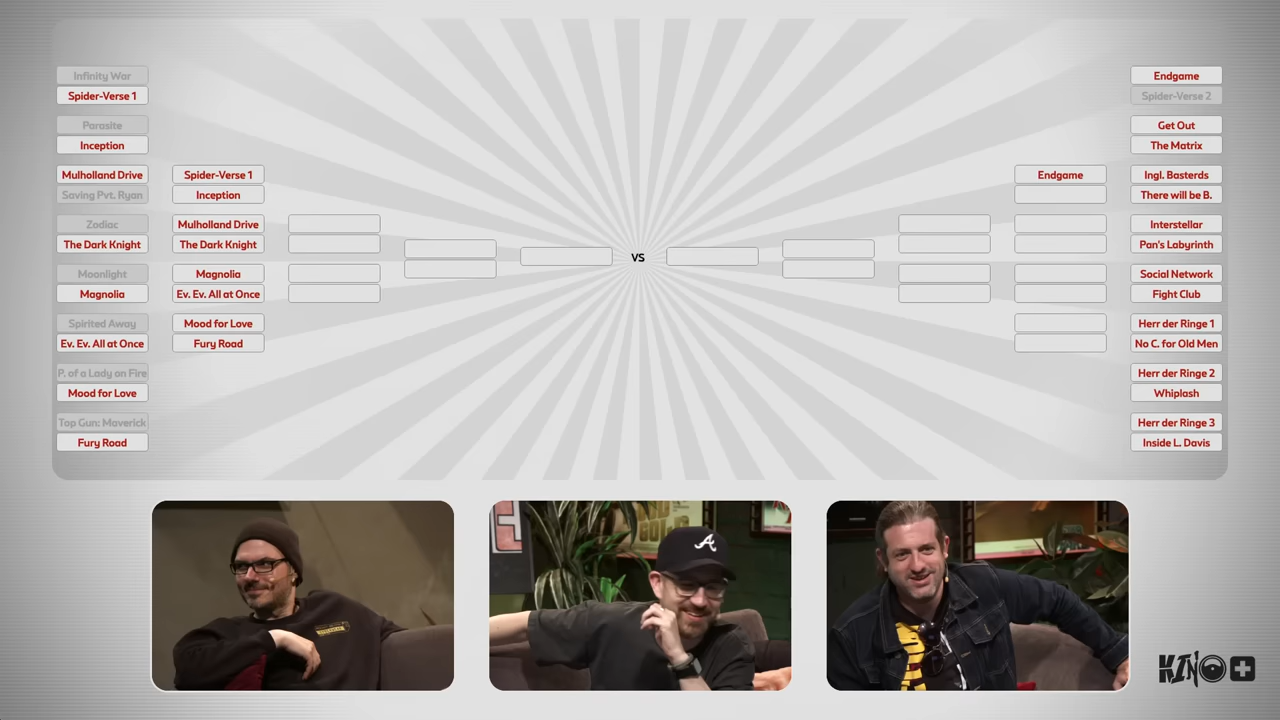 Infinity War
Spider-Verse 1
Parasite
Inception
Mulholland Drive
Saving Pvt. Ryan
Zodiac
The Dark Knight
Moonlight
Magnolia
Spirited Away
Ev. Ev. All at Once
P. of a Lady on Fire
Mood for Love
Top Gun: Maverick
Fury Road
Spider-Verse 1
Inception
Mulholland Drive
The Dark Knight
Magnolia
Ev. Ev. All at Once
Mood for Love
Fury Road
VS
Endgame
Endgame
Spider-Verse 2
Get Out
The Matrix
Ingl. Basterds
There will be B.
Interstellar
Pan's Labyrinth
Social Network
Fight Club
Herr der Ringe 1
No C. for Old Men
Herr der Ringe 2
Whiplash
Herr der Ringe 3
Inside L. Davis
A
KINO+